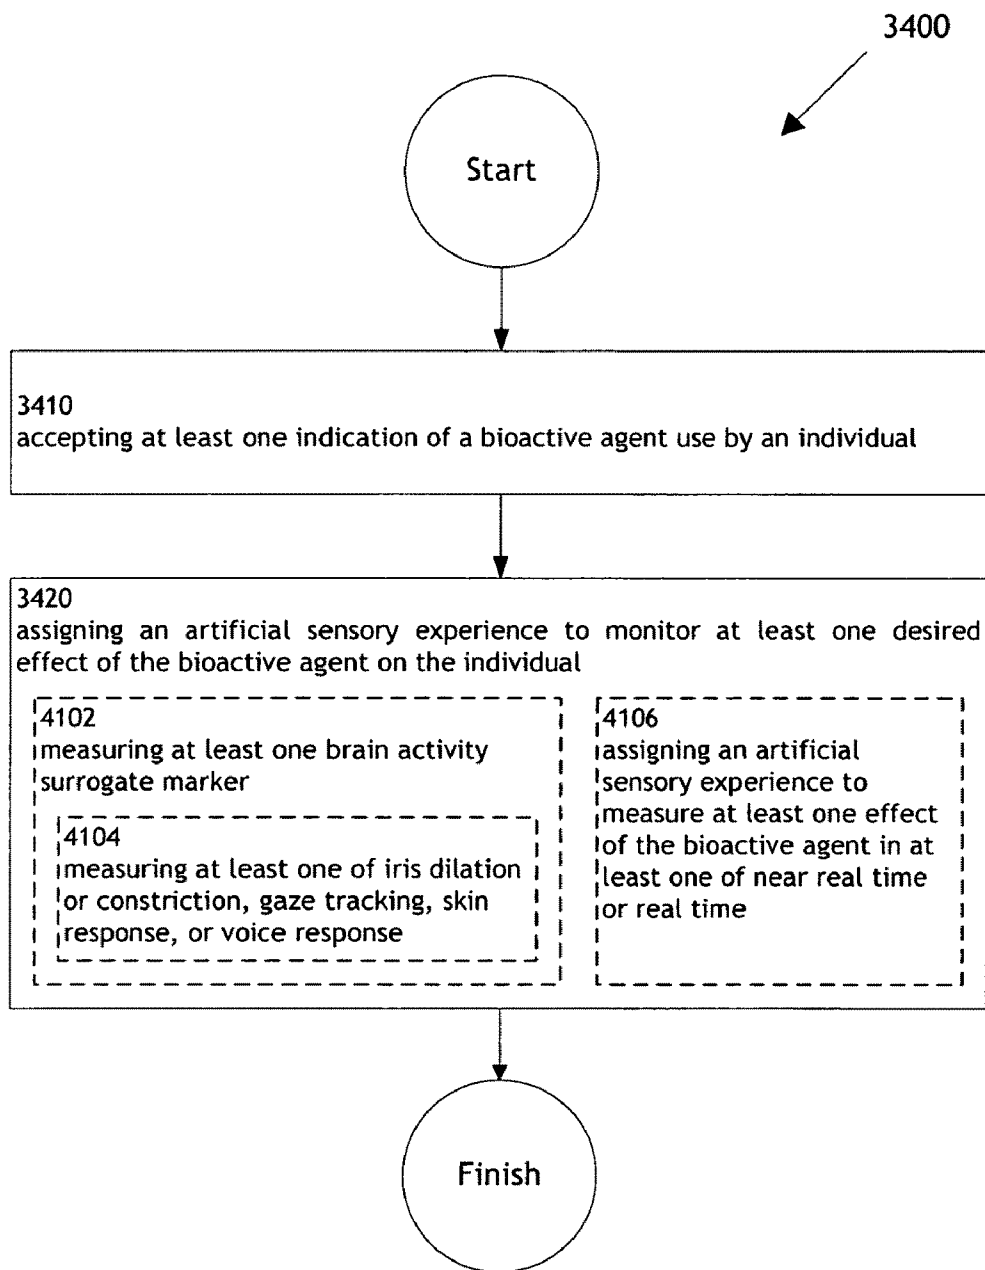 3400
Start
3410
accepting at least one indication of a bioactive agent use by an individual
3420
assigning an artificial sensory experience to monitor at least one desired
effect of the bioactive agent on the individual
4102
measuring at least one brain activity
surrogate marker
4104
measuring at least one of iris dilation
or constriction, gaze tracking, skin
response, or voice response
4106
assigning an artificial
sensory experience to
measure at least one effect
of the bioactive agent in at
least one of near real time
or real time
Finish